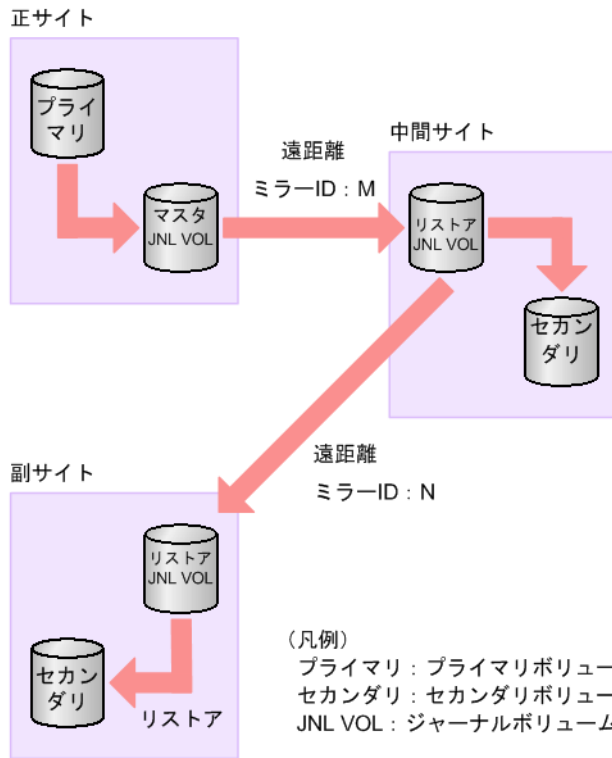 正サイト
プライ
マリ
マスタ
JNL VOL
遠距離
ミラーID：M
中間サイト
リストア
JNL VOL
セカン
ダリ
遠距離
ミラーID：N
副サイト
リストア
JNL VOL
セカン
ダリ
リストア
（凡例）
プライマリ：プライマリボリュー
セカンダリ：セカンダリボリュー
JNL VOL：ジャーナルボリューム